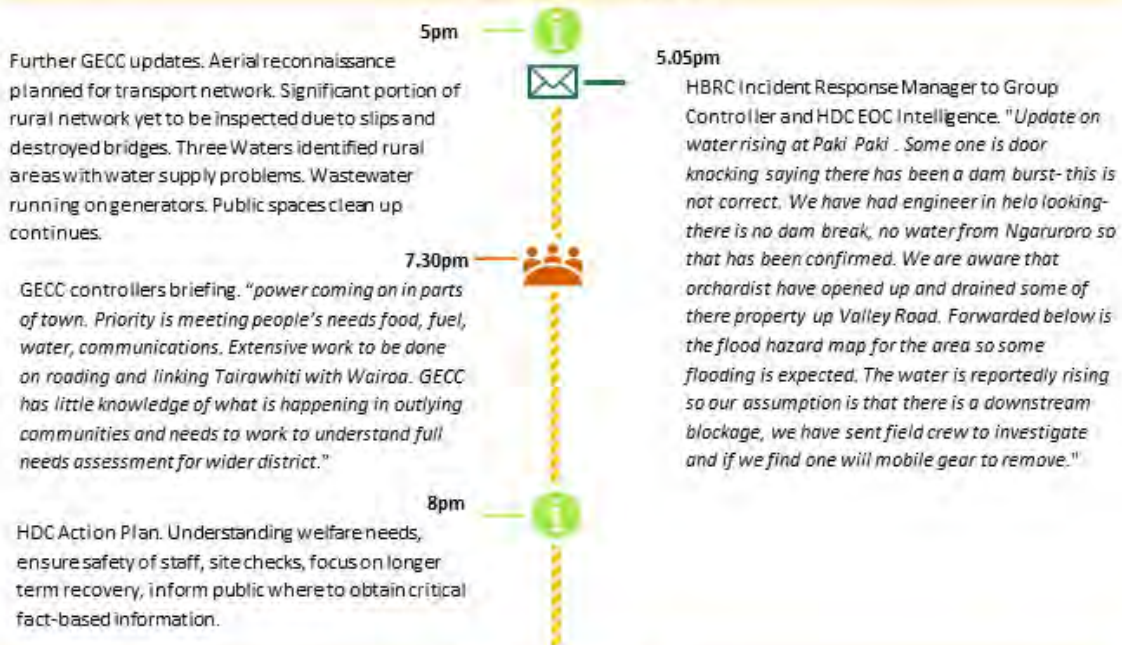 5pm
Further GECC updates. Aerial reconnaissance
planned for transport network. Significant portion of
rural network yet to be inspected due to slips and
destroyed bridges. Three Waters identified rural
areas with water supply problems. Wastewater
running on generators. Public spaces clean up
continues.
5.05pm
HBRC Incident Response Manager to Group
Controller and HDC EOC Intelligence. "Update on
water rising at Paki Paki . Some one is door
knocking saying there has been a dam burst- this is
not correct. We have had engineer in helo looking-
there is no dam break, no water from Ngaruroro so
that has been confirmed. We are aware that
orchardist have opened up and drained some of
there property up Valley Road. Forwarded below is
the flood hazard map for the area so some
flooding is expected. The water is reportedly rising
so our assumption is that there is a downstream
blockage, we have sent field crew to investigate
and if we find one will mobile gear to remove."
7.30pm
GECC controllers briefing. "power coming on in parts
of town. Priority is meeting people's needs food, fuel,
water, communications. Extensive work to be done
on roading and linking Tairawhiti with Wairoa. GECC
has little knowledge of what is happening in outlying
communities and needs to work to understand full
needs assessment for wider district."
8pm
HDC Action Plan. Understanding welfare needs,
ensure safety of staff, site checks, focus on longer
term recovery, inform public where to obtain critical
fact-based information.